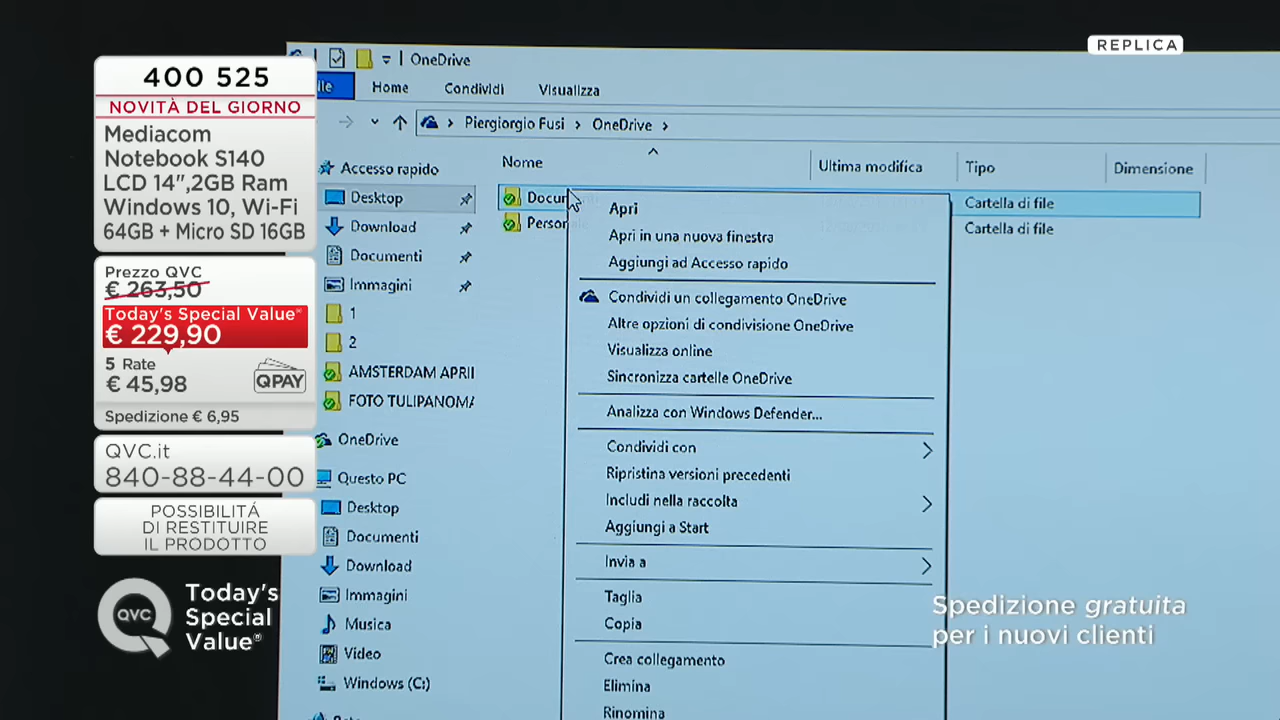 REPLICA
400 525
NOVITÀ DEL GIORNO
Mediacom
Notebook S140
LCD 14",2GB Ram
Windows 10, Wi-Fi
64GB + Micro SD 16GB
Prezzo QVC
€ 263,50
Today's Special Value®
€ 229,90
5 Rate
€ 45,98
QPAY
Spedizione € 6,95
QVC.it
840-88-44-00
POSSIBILITÁ
DI RESTITUIRE
IL PRODOTTO
QVC
Today's
Special
Value®
OneDrive
Home Condividi Visualizza
Piergiorgio Fusi > OneDrive >
Nome Ultima modifica Tipo Dimensione
Accesso rapido
Desktop
Download
Documenti
Immagini
1
2
AMSTERDAM APRII
FOTO TULIPANOMA
OneDrive
Questo PC
Desktop
Documenti
Download
Immagini
Musica
Video
Windows (C:)
Cartella di file
Cartella di file
Apri
Apri in una nuova finestra
Aggiungi ad Accesso rapido
Condividi un collegamento OneDrive
Altre opzioni di condivisione OneDrive
Visualizza online
Sincronizza cartelle OneDrive
Analizza con Windows Defender...
Condividi con
Ripristina versioni precedenti
Includi nella raccolta
Aggiungi a Start
Invia a
Taglia
Copia
Crea collegamento
Elimina
Rinomina
Spedizione gratuita
per i nuovi clienti